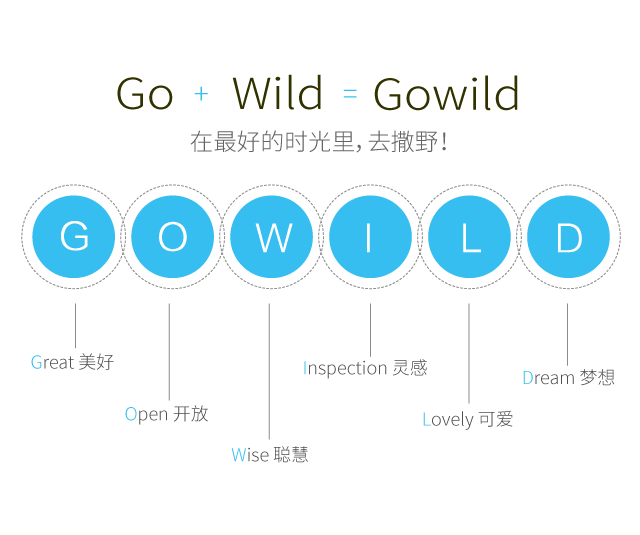 Go + Wild = Gowild
在最好的时光里，去撒野！
G O W I L D
Great 美好
Open 开放
Wise 聪慧
Inspection 灵感
Lovely 可爱
Dream 梦想